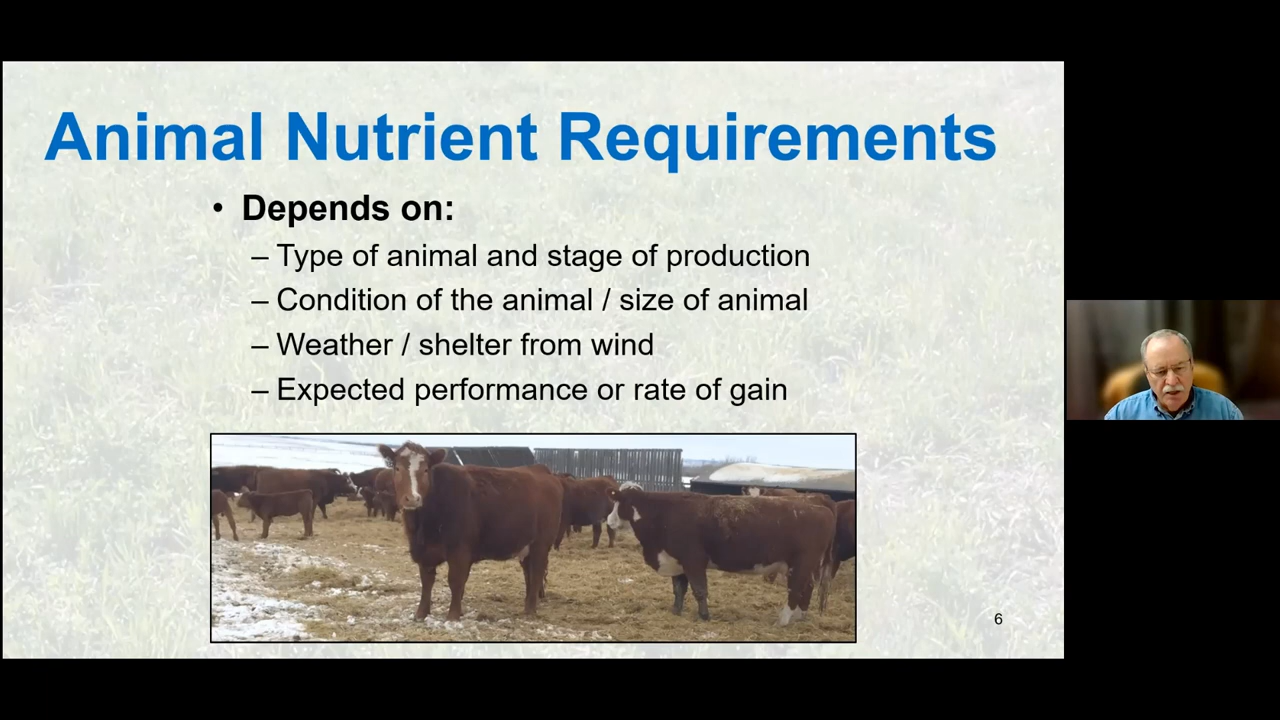 Animal Nutrient Requirements
• Depends on:
– Type of animal and stage of production
– Condition of the animal / size of animal
– Weather / shelter from wind
– Expected performance or rate of gain
6